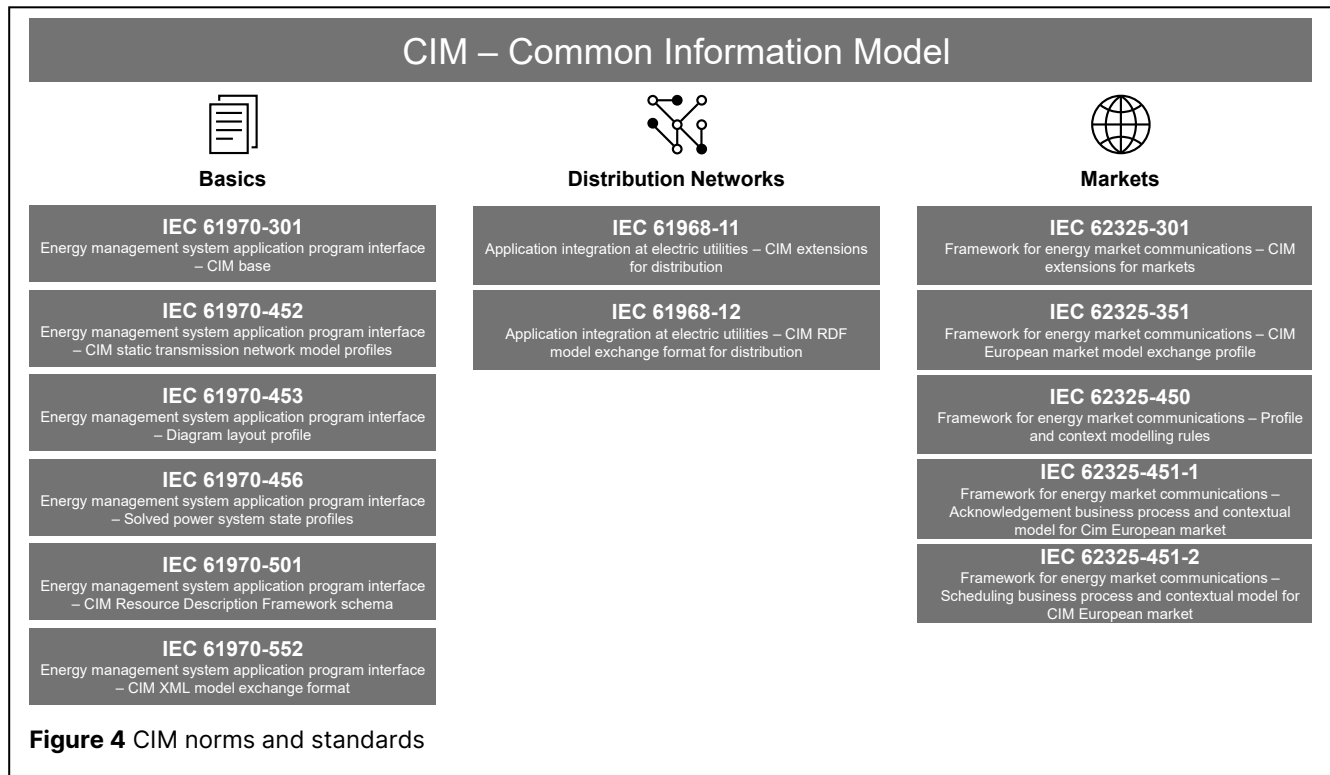 CIM – Common Information Model
Basics
IEC 61970-301
Energy management system application program interface
– CIM base
IEC 61970-452
Energy management system application program interface
– CIM static transmission network model profiles
IEC 61970-453
Energy management system application program interface
– Diagram layout profile
IEC 61970-456
Energy management system application program interface
– Solved power system state profiles
IEC 61970-501
Energy management system application program interface
– CIM Resource Description Framework schema
IEC 61970-552
Energy management system application program interface
– CIM XML model exchange format
Distribution Networks
IEC 61968-11
Application integration at electric utilities – CIM extensions
for distribution
IEC 61968-12
Application integration at electric utilities – CIM RDF
model exchange format for distribution
Markets
IEC 62325-301
Framework for energy market communications – CIM
extensions for markets
IEC 62325-351
Framework for energy market communications – CIM
European market model exchange profile
IEC 62325-450
Framework for energy market communications – Profile
and context modelling rules
IEC 62325-451-1
Framework for energy market communications –
Acknowledgement business process and contextual
model for Cim European market
IEC 62325-451-2
Framework for energy market communications –
Scheduling business process and contextual model for
CIM European market
Figure 4 CIM norms and standards